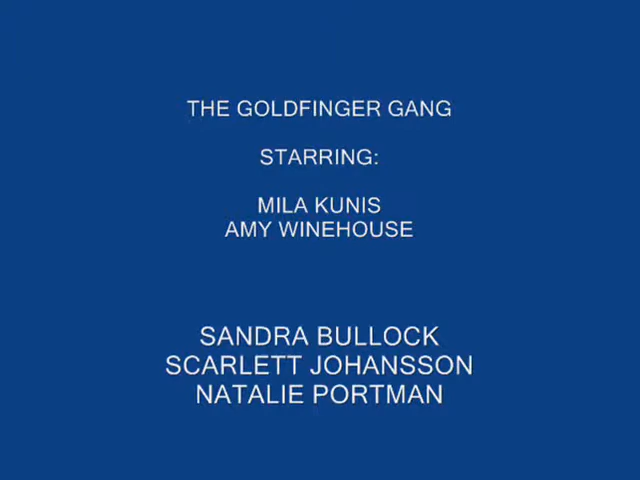 THE GOLDFINGER GANG
STARRING:
MILA KUNIS
AMY WINEHOUSE
SANDRA BULLOCK
SCARLETT JOHANSSON
NATALIE PORTMAN